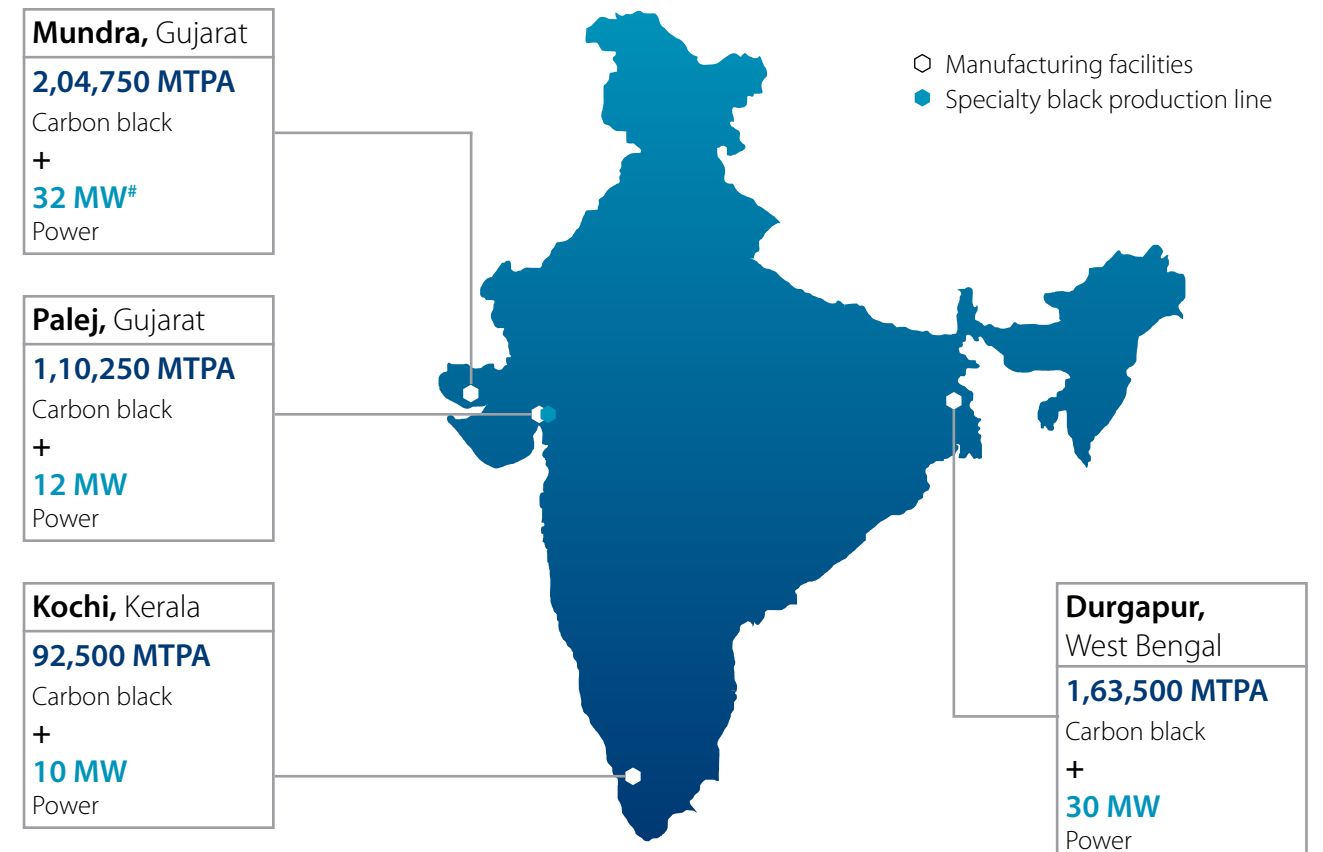 Mundra, Gujarat
2,04,750 MTPA
Carbon black
+
32 MW#
Power
Palej, Gujarat
1,10,250 MTPA
Carbon black
+
12 MW
Power
Kochi, Kerala
92,500 MTPA
Carbon black
+
10 MW
Power
Manufacturing facilities
Specialty black production line
Durgapur,
West Bengal
1,63,500 MTPA
Carbon black
+
30 MW
Power